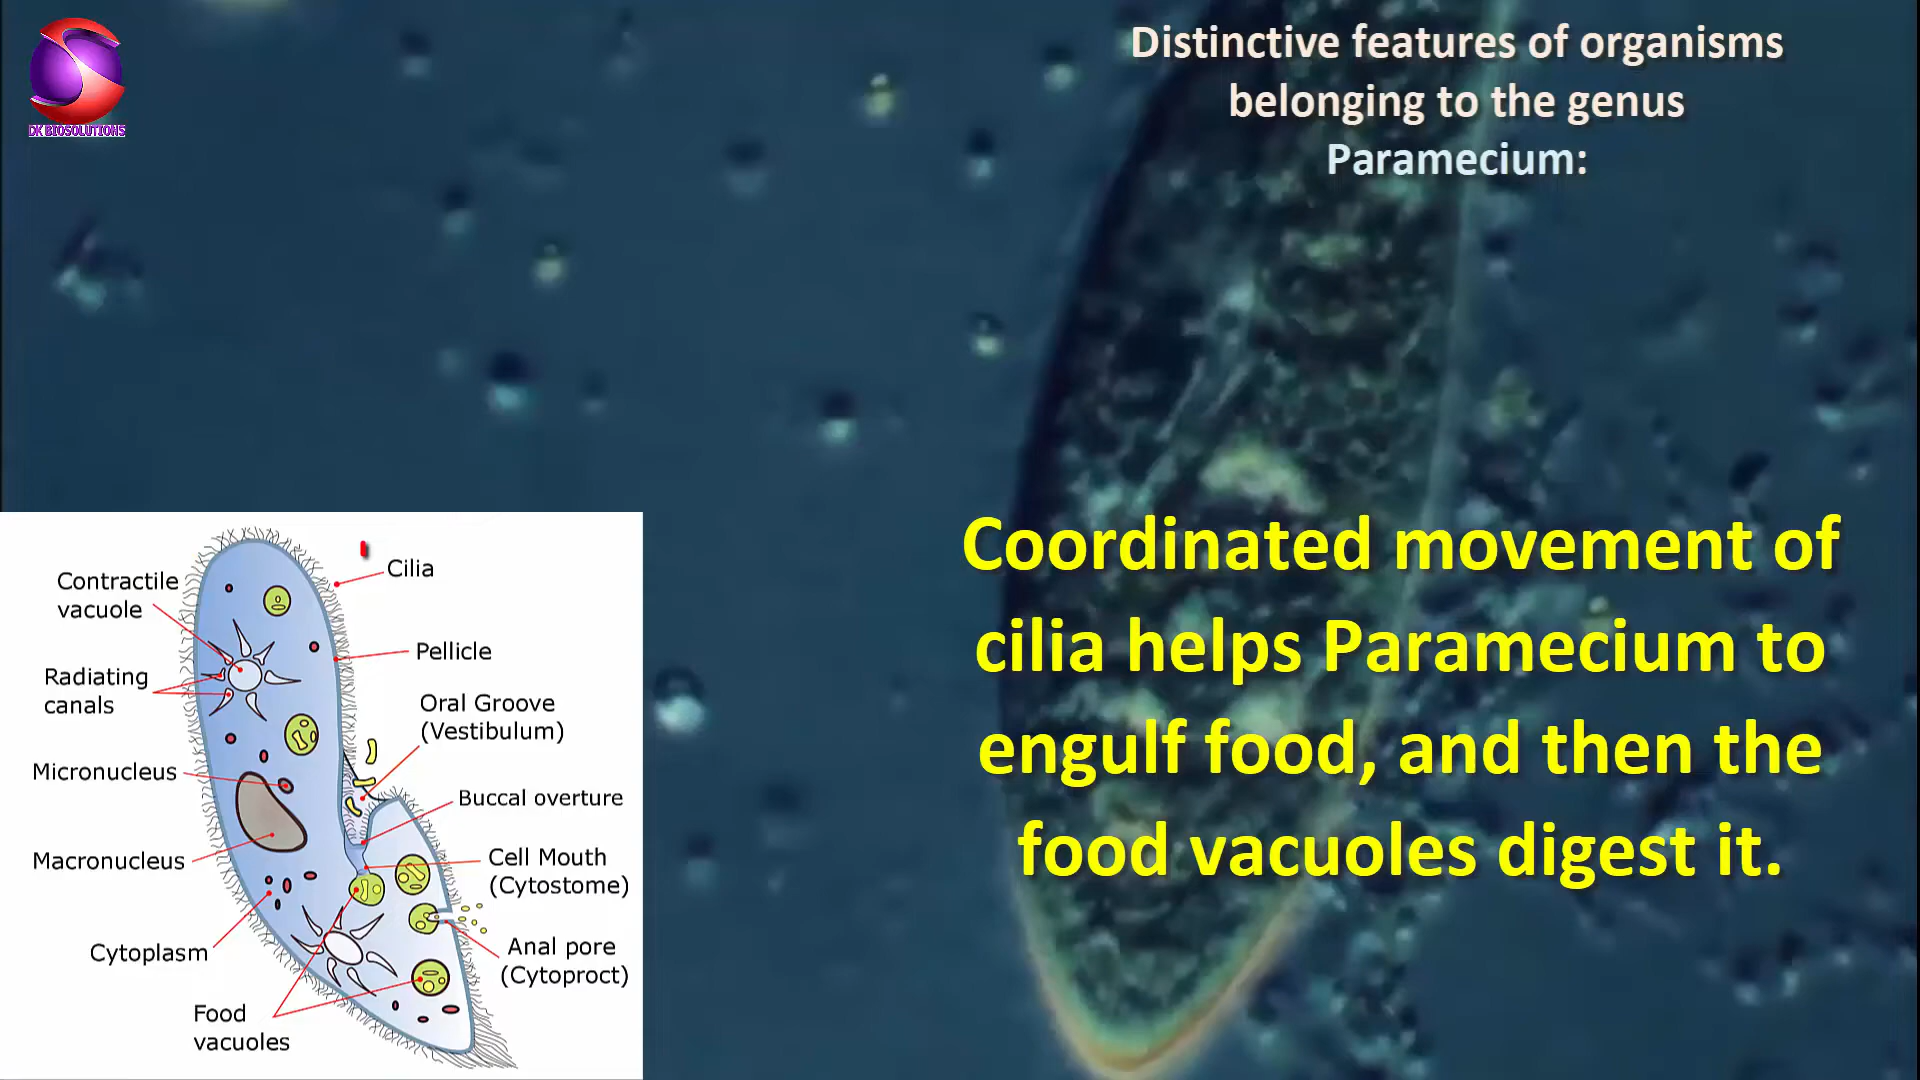 DK BIOSOLUTIONS
Distinctive features of organisms
belonging to the genus
Paramecium:
Coordinated movement of
cilia helps Paramecium to
engulf food, and then the
food vacuoles digest it.
Contractile
vacuole
Radiating
canals
Micronucleus
Macronucleus
Cytoplasm
Food
vacuoles
Cilia
Pellicle
Oral Groove
(Vestibulum)
Buccal overture
Cell Mouth
(Cytostome)
Anal pore
(Cytoproct)